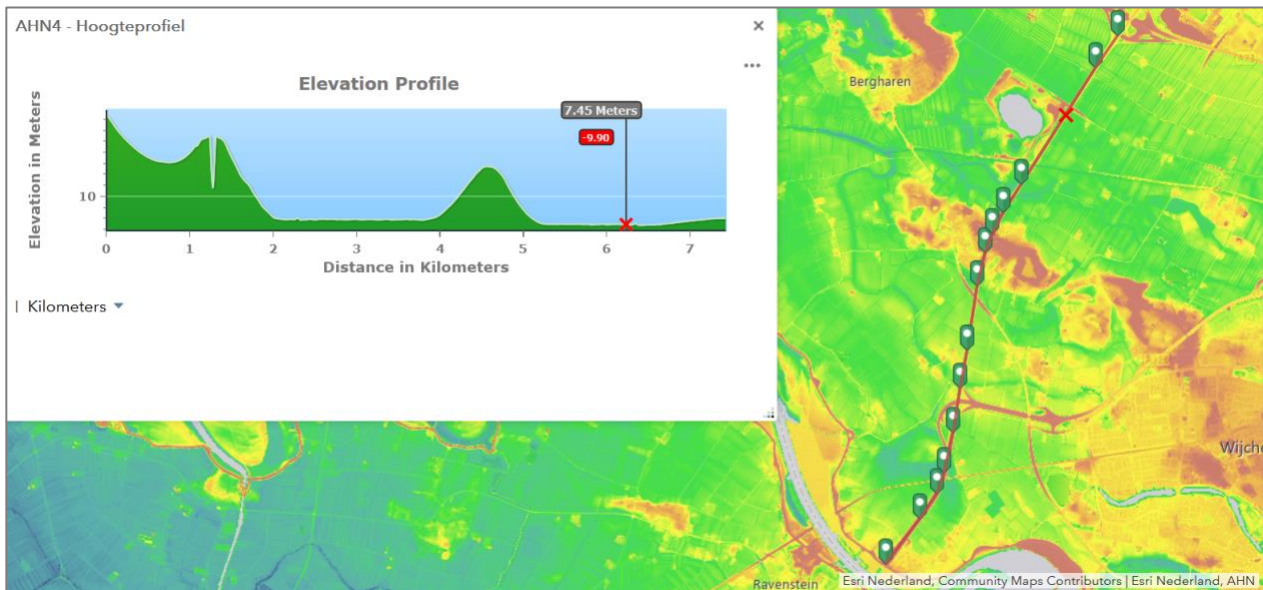 AHN4 - Hoogteprofiel
×
Elevation Profile
7.45 Meters
-9.90
Elevation in Meters
10
0 1 2 3 4 5 6 7
Distance in Kilometers
| Kilometers
Bergharen
Wijche
Ravenstein
Esri Nederland, Community Maps Contributors | Esri Nederland, AHN